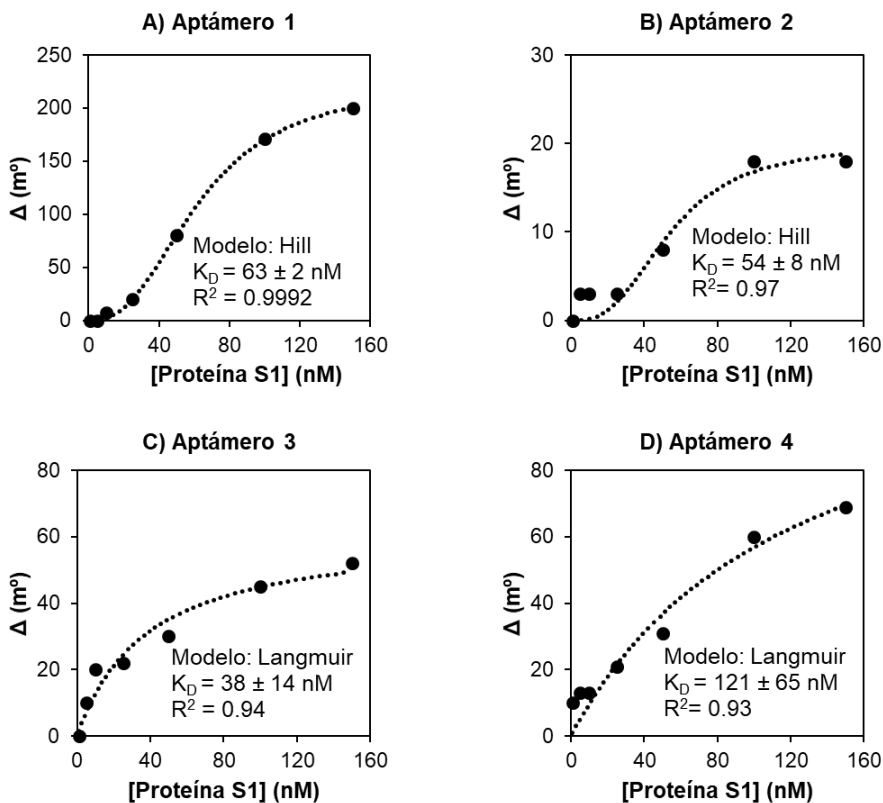 A) Aptámero 1
250
200
150
100
50
0
Δ (mº)
Modelo: Hill
K_D = 63 ± 2 nM
R² = 0.9992
0 40 80 120 160
[Proteína S1] (nM)
B) Aptámero 2
30
20
10
0
Δ (mº)
Modelo: Hill
K_D = 54 ± 8 nM
R²= 0.97
0 40 80 120 160
[Proteína S1] (nM)
C) Aptámero 3
80
60
40
20
0
Δ (mº)
Modelo: Langmuir
K_D = 38 ± 14 nM
R² = 0.94
0 40 80 120 160
[Proteína S1] (nM)
D) Aptámero 4
80
60
40
20
0
Δ (mº)
Modelo: Langmuir
K_D = 121 ± 65 nM
R²= 0.93
0 40 80 120 160
[Proteína S1] (nM)